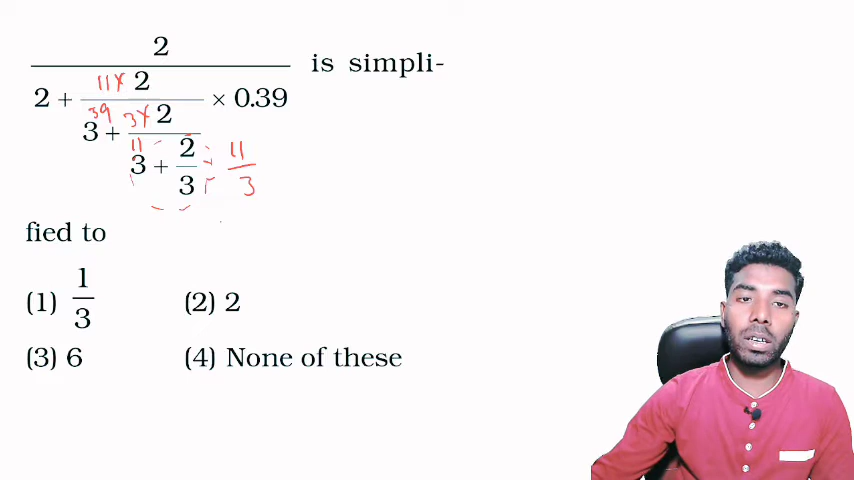 2
2 + 11× 2 × 0.39
39 3× 2
3 +
11
3 + 2/3 11/3
is simpli-
fied to
(1) 1/3 (2) 2
(3) 6 (4) None of these